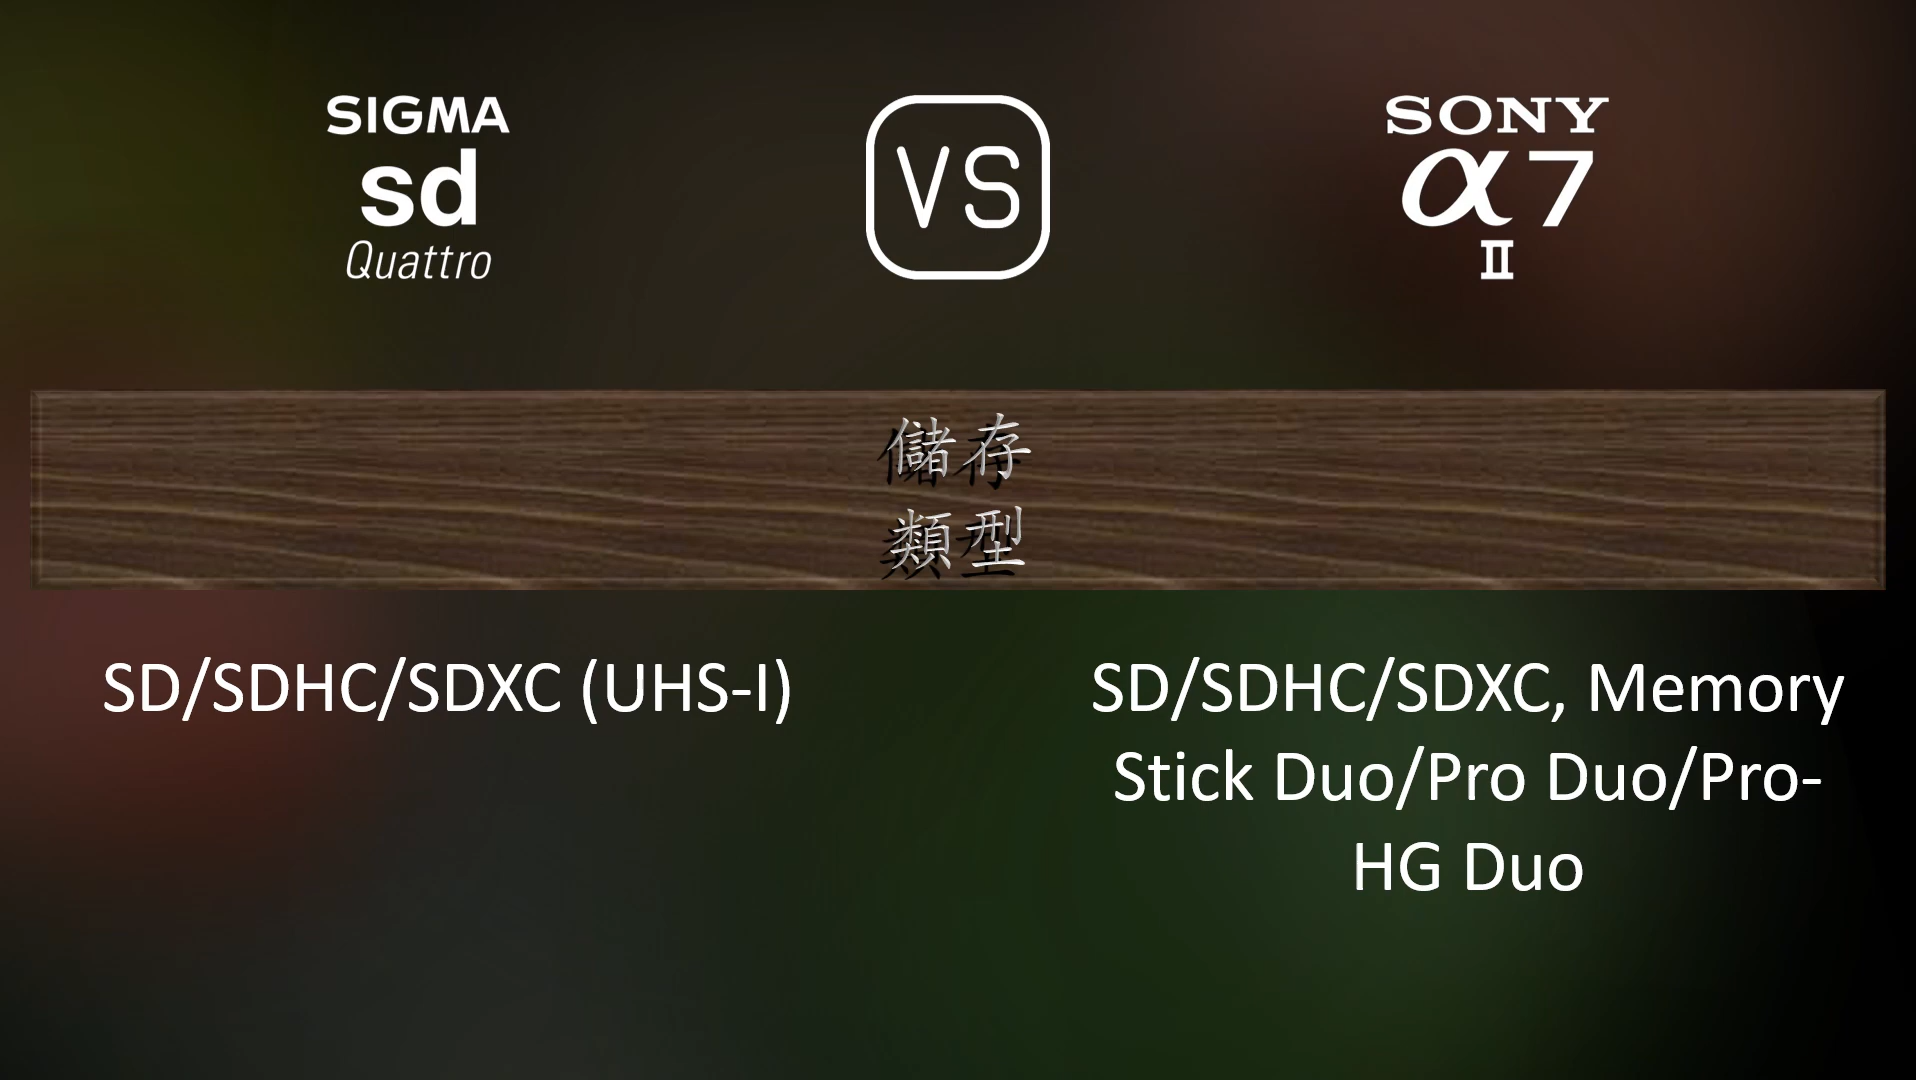 SIGMA
sd
Quattro
VS
SONY
α7
II
儲存
類型
SD/SDHC/SDXC (UHS-I)
SD/SDHC/SDXC, Memory
Stick Duo/Pro Duo/Pro-
HG Duo